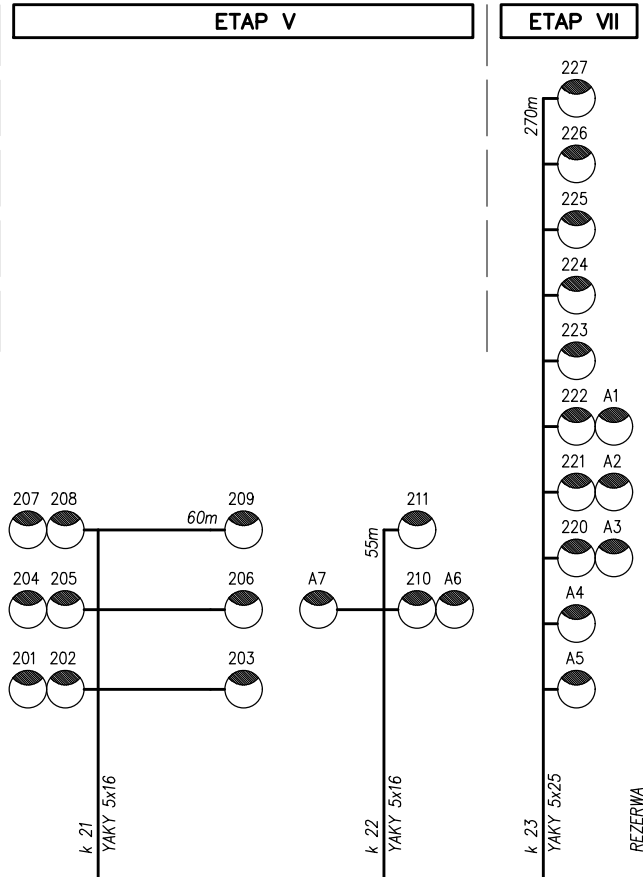 ETAP V
ETAP VII
227
270m
226
225
224
223
222 A1
221 A2
220 A3
A4
A5
207 208
60m
209
204 205
206
201 202
203
211
55m
A7
210 A6
k 21
YAKY 5x16
k 22
YAKY 5x16
k 23
YAKY 5x25
REZERWA